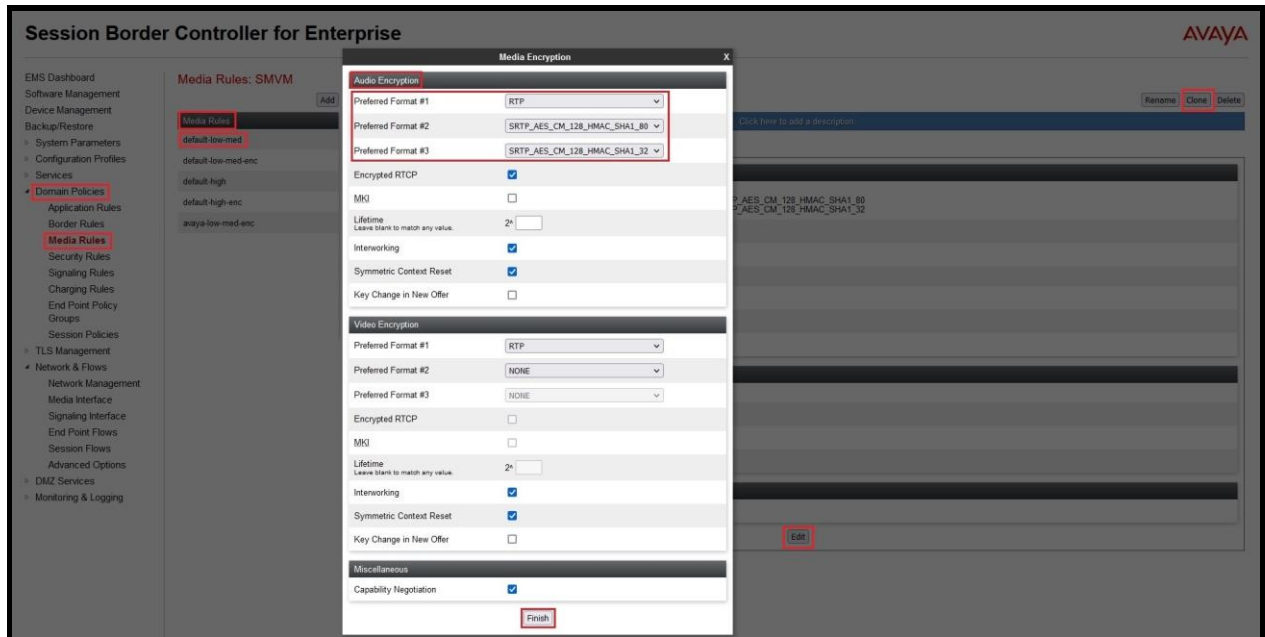 Session Border Controller for Enterprise
AVAYA
EMS Dashboard
Software Management
Device Management
Backup/Restore
System Parameters
Configuration Profiles
Services
Domain Policies
Application Rules
Border Rules
Media Rules
Security Rules
Signaling Rules
Charging Rules
End Point Policy
Groups
Session Policies
TLS Management
Network & Flows
Network Management
Media Interface
Signaling Interface
End Point Flows
Session Flows
Advanced Options
DMZ Services
Monitoring & Logging
Media Rules: SMVM
Add
Media Rules
default-low-med
default-low-med-enc
default-high
default-high-enc
avaya-low-med-enc
Media Encryption X
Audio Encryption
Preferred Format #1 RTP
Preferred Format #2 SRTP_AES_CM_128_HMAC_SHA1_80
Preferred Format #3 SRTP_AES_CM_128_HMAC_SHA1_32
Encrypted RTCP
MKI
Lifetime
Leave blank to match any value. 2^
Interworking
Symmetric Context Reset
Key Change in New Offer
Video Encryption
Preferred Format #1 RTP
Preferred Format #2 NONE
Preferred Format #3 NONE
Encrypted RTCP
MKI
Lifetime
Leave blank to match any value. 2^
Interworking
Symmetric Context Reset
Key Change in New Offer
Miscellaneous
Capability Negotiation
Finish
Rename Clone Delete
Click here to add a description.
P_AES_CM_128_HMAC_SHA1_80
P_AES_CM_128_HMAC_SHA1_32
Edit